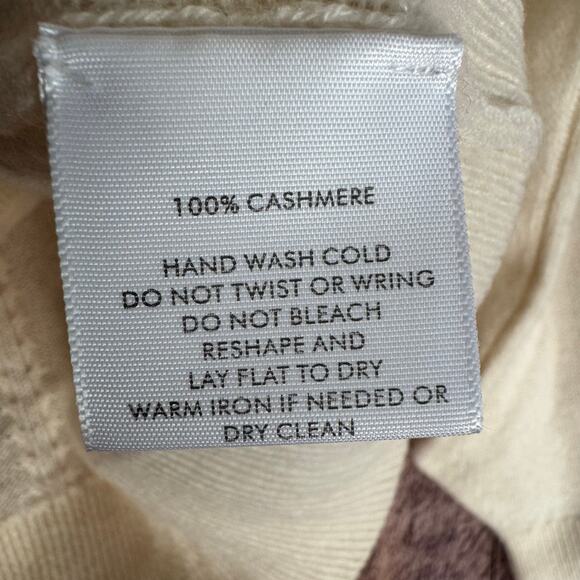 100% CASHMERE
HAND WASH COLD
DO NOT TWIST OR WRING
DO NOT BLEACH
RESHAPE AND
LAY FLAT TO DRY
WARM IRON IF NEEDED OR
DRY CLEAN